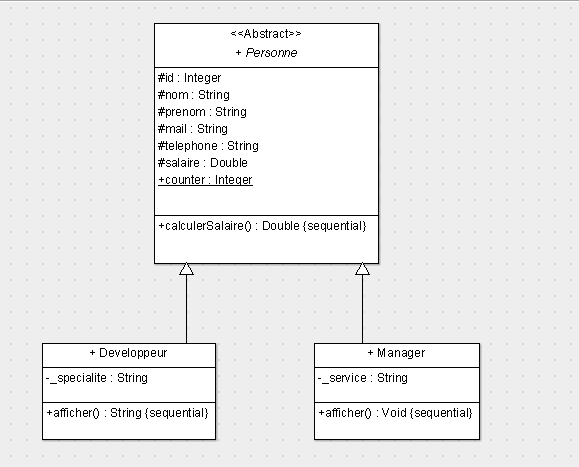 <<Abstract>>
+ Personne
#id : Integer
#nom : String
#prenom : String
#mail : String
#telephone : String
#salaire : Double
+counter : Integer
+calculerSalaire() : Double {sequential}
+ Developpeur
-_specialite : String
+afficher() : String {sequential}
+ Manager
-_service : String
+afficher() : Void {sequential}